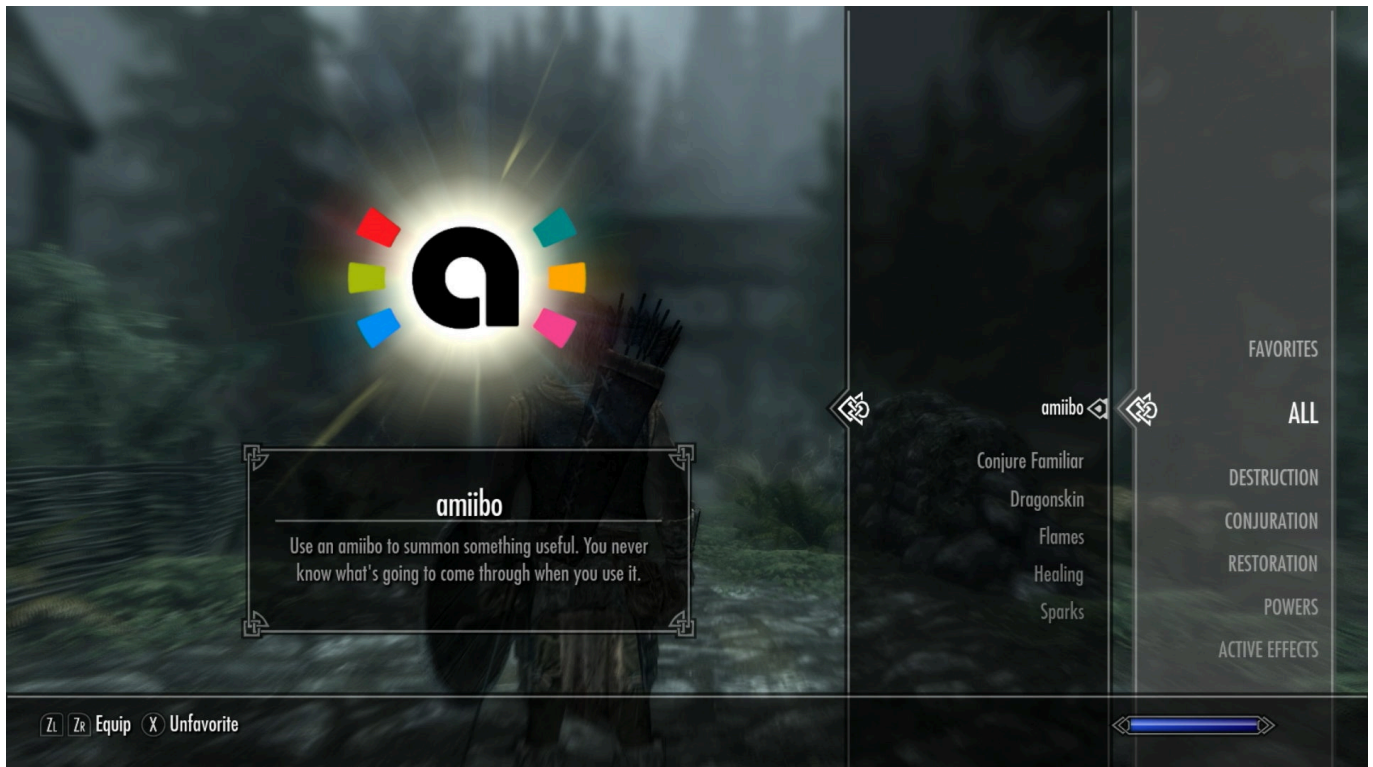 a
amiibo
Use an amiibo to summon something useful. You never
know what's going to come through when you use it.
amiibo
Conjure Familiar
Dragonskin
Flames
Healing
Sparks
FAVORITES
ALL
DESTRUCTION
CONJURATION
RESTORATION
POWERS
ACTIVE EFFECTS
ZL ZR Equip X Unfavorite